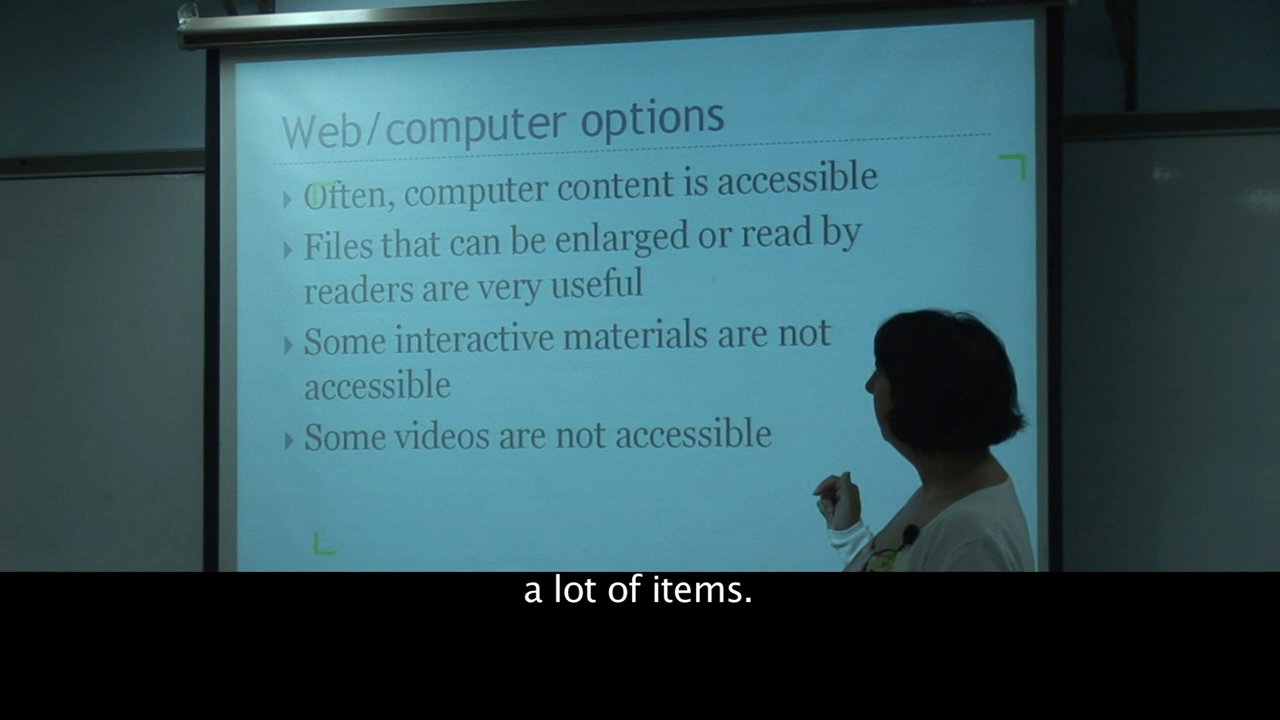 Web/computer options
Often, computer content is accessible
Files that can be enlarged or read by
readers are very useful
Some interactive materials are not
accessible
Some videos are not accessible
a lot of items.